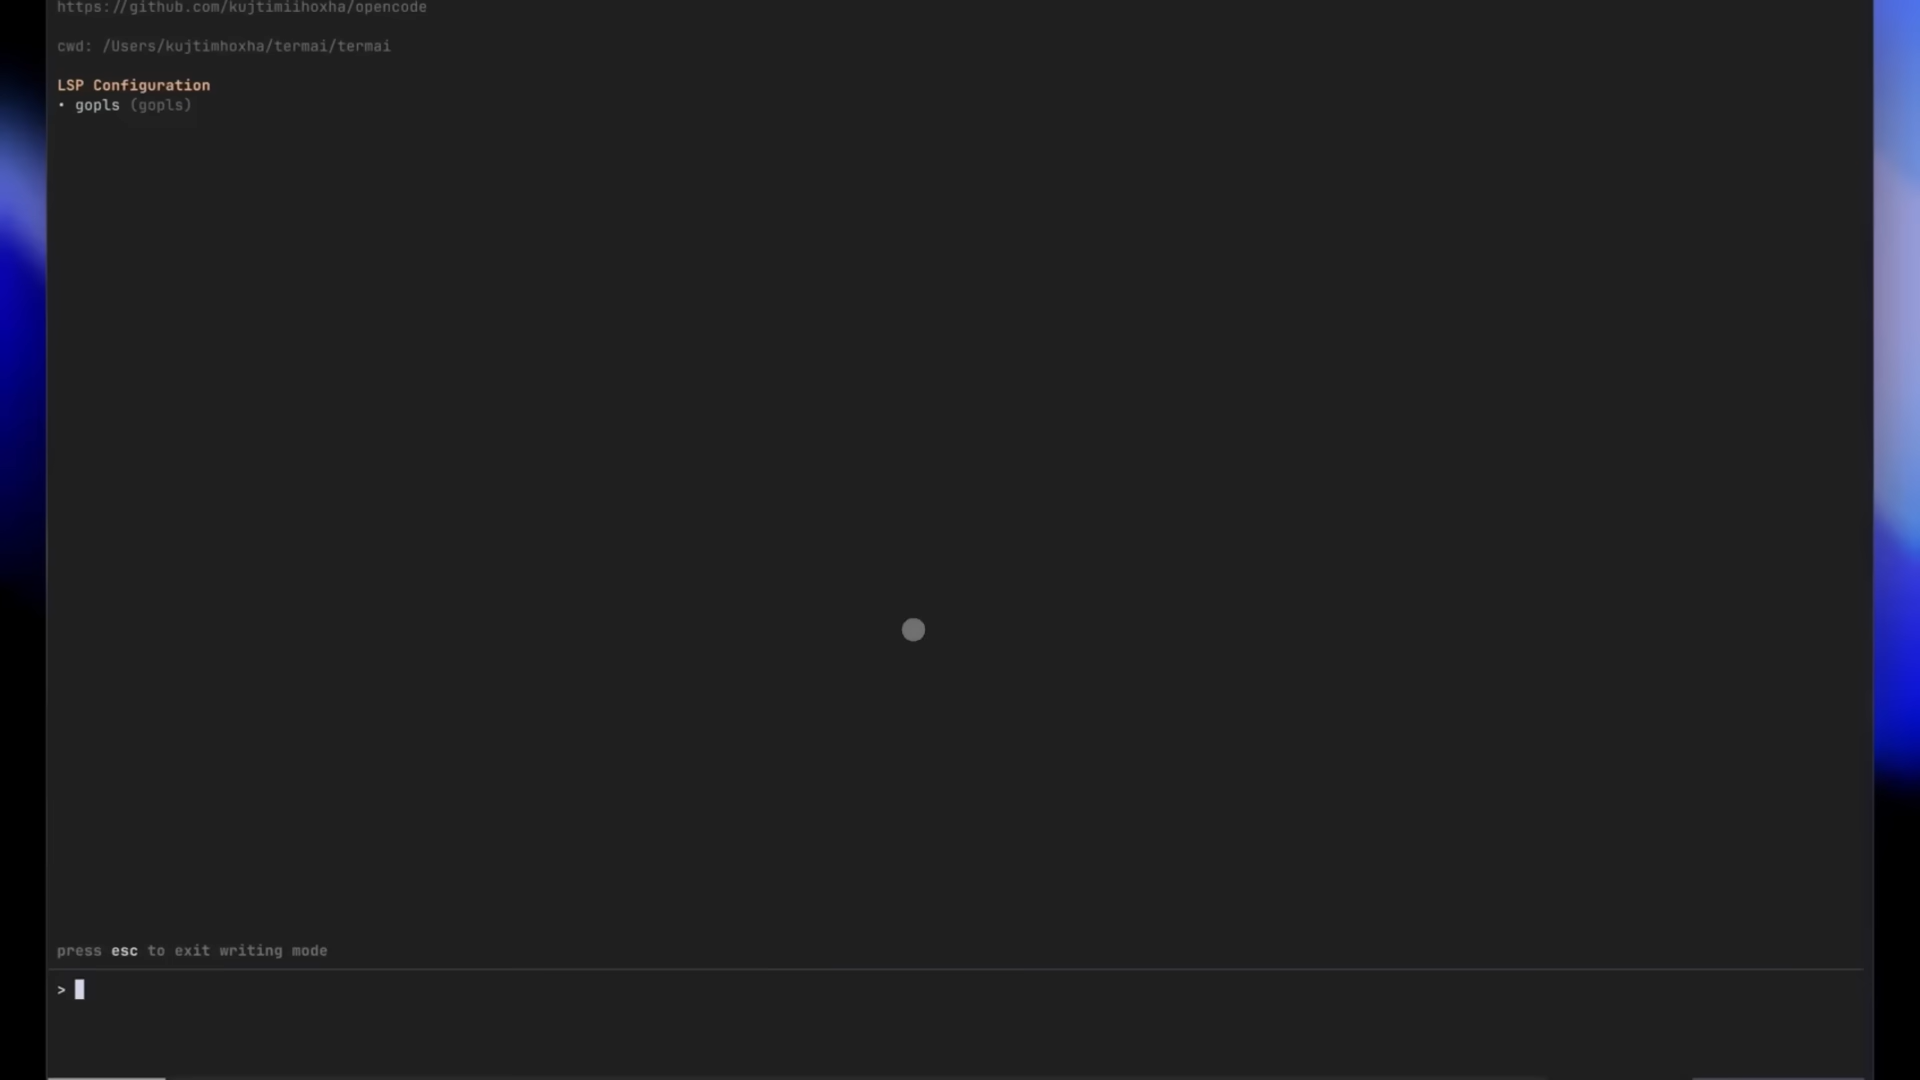 https://github.com/kujtimiihoxha/opencode
cwd: /Users/kujtimhoxha/termai/termai
LSP Configuration
• gopls (gopls)
press esc to exit writing mode
>